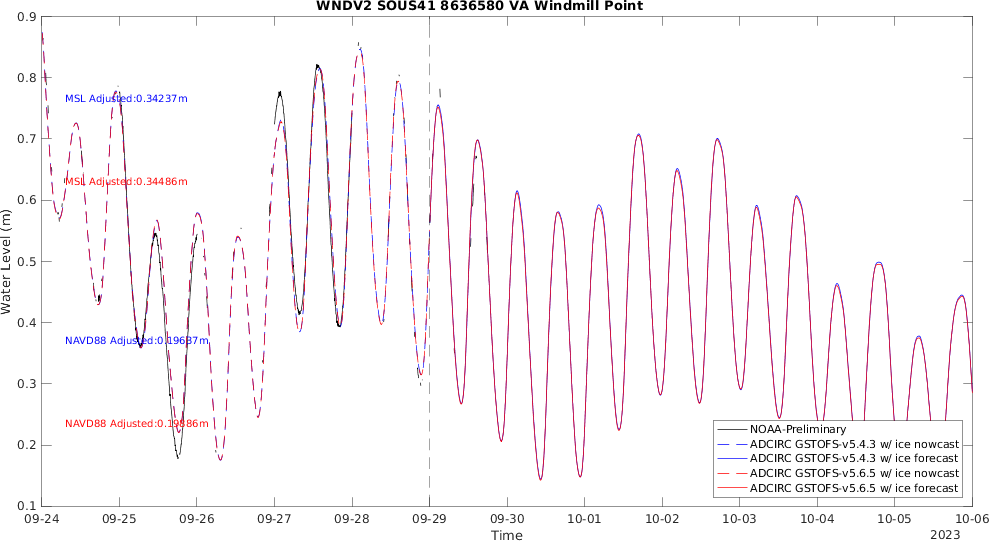 WNDV2 SOUS41 8636580 VA Windmill Point
0.9
0.8
0.7
0.6
0.5
0.4
0.3
0.2
0.1
Water Level (m)
MSL Adjusted:0.34237m
MSL Adjusted:0.34486m
NAVD88 Adjusted:0.19637m
NAVD88 Adjusted:0.19886m
NOAA-Preliminary
ADCIRC GSTOFS-v5.4.3 w/ ice nowcast
ADCIRC GSTOFS-v5.4.3 w/ ice forecast
ADCIRC GSTOFS-v5.6.5 w/ ice nowcast
ADCIRC GSTOFS-v5.6.5 w/ ice forecast
09-24 09-25 09-26 09-27 09-28 09-29 09-30 10-01 10-02 10-03 10-04 10-05 10-06
Time
2023